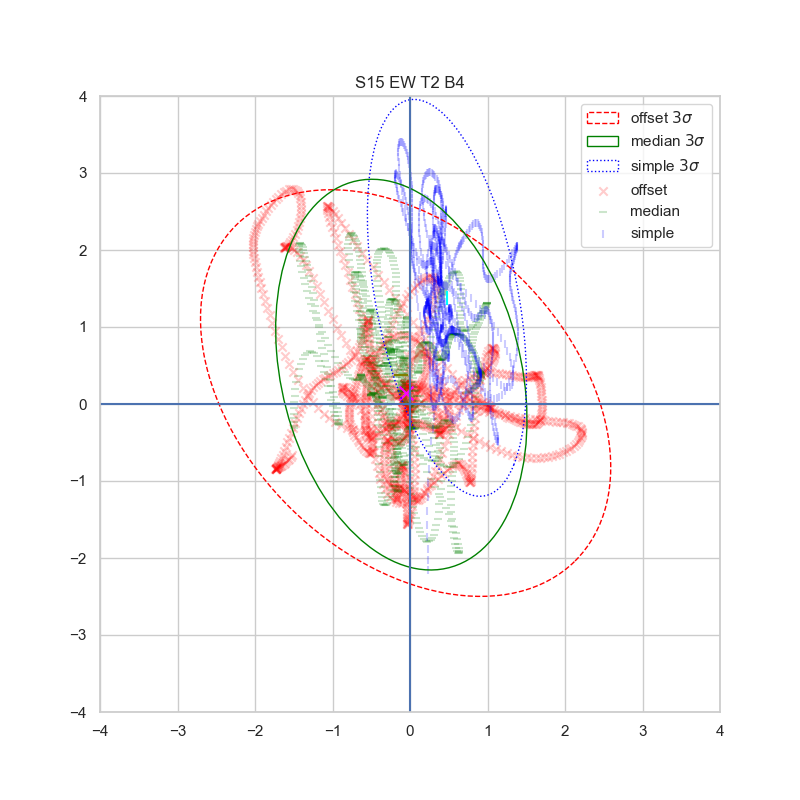 S15 EW T2 B4
offset 3σ
median 3σ
simple 3σ
offset
median
simple
4
3
2
1
0
−1
−2
−3
−4
−4 −3 −2 −1 0 1 2 3 4